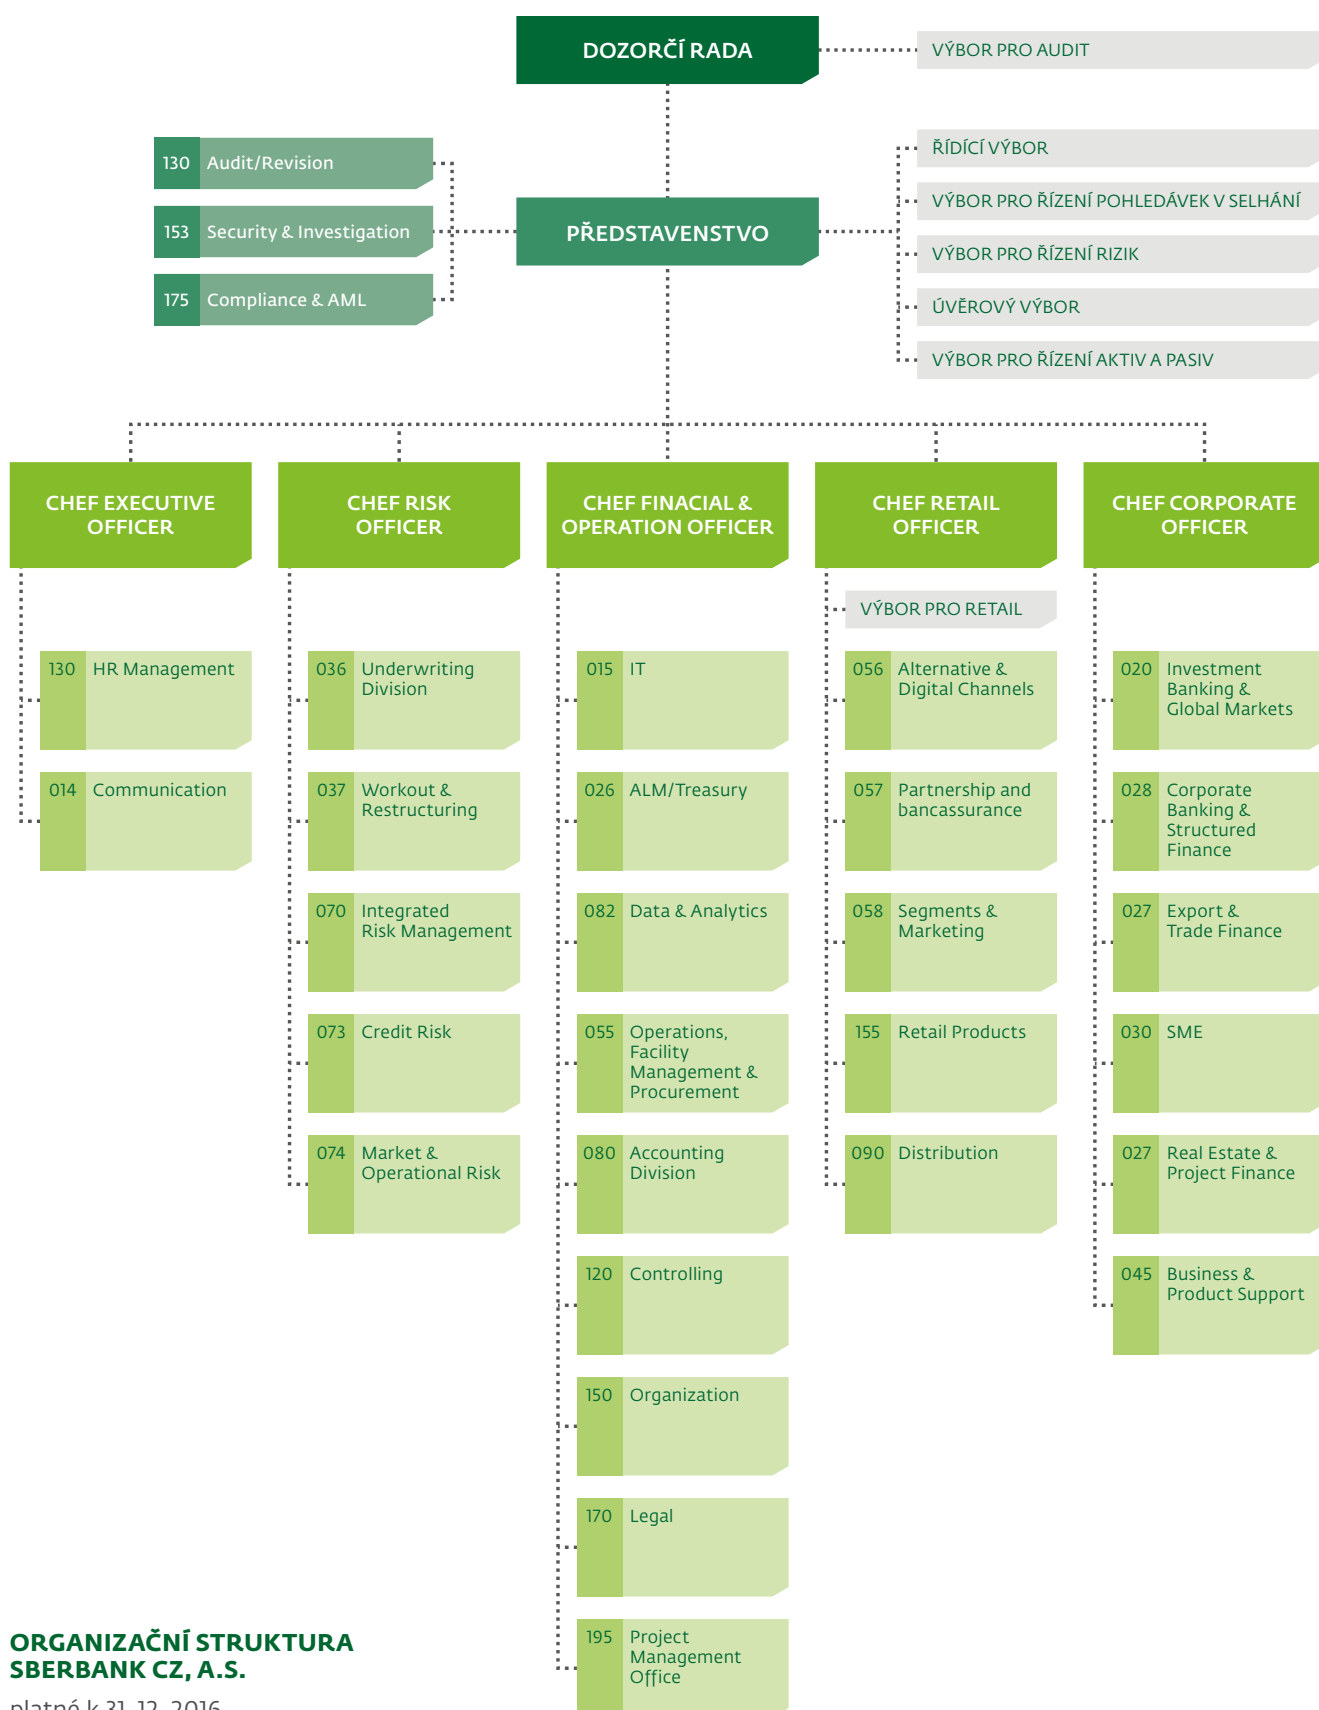 DOZORČÍ RADA
VÝBOR PRO AUDIT
130 Audit/Revision
153 Security & Investigation
175 Compliance & AML
PŘEDSTAVENSTVO
ŘÍDÍCÍ VÝBOR
VÝBOR PRO ŘÍZENÍ POHLEDÁVEK V SELHÁNÍ
VÝBOR PRO ŘÍZENÍ RIZIK
ÚVĚROVÝ VÝBOR
VÝBOR PRO ŘÍZENÍ AKTIV A PASIV
CHEF EXECUTIVE
OFFICER
130 HR Management
014 Communication
CHEF RISK
OFFICER
036 Underwriting
Division
037 Workout &
Restructuring
070 Integrated
Risk Management
073 Credit Risk
074 Market &
Operational Risk
CHEF FINACIAL &
OPERATION OFFICER
015 IT
026 ALM/Treasury
082 Data & Analytics
055 Operations,
Facility
Management &
Procurement
080 Accounting
Division
120 Controlling
150 Organization
170 Legal
195 Project
Management
Office
CHEF RETAIL
OFFICER
VÝBOR PRO RETAIL
056 Alternative &
Digital Channels
057 Partnership and
bancassurance
058 Segments &
Marketing
155 Retail Products
090 Distribution
CHEF CORPORATE
OFFICER
020 Investment
Banking &
Global Markets
028 Corporate
Banking &
Structured
Finance
027 Export &
Trade Finance
030 SME
027 Real Estate &
Project Finance
045 Business &
Product Support
ORGANIZAČNÍ STRUKTURA
SBERBANK CZ, A.S.
platné k 31. 12. 2016